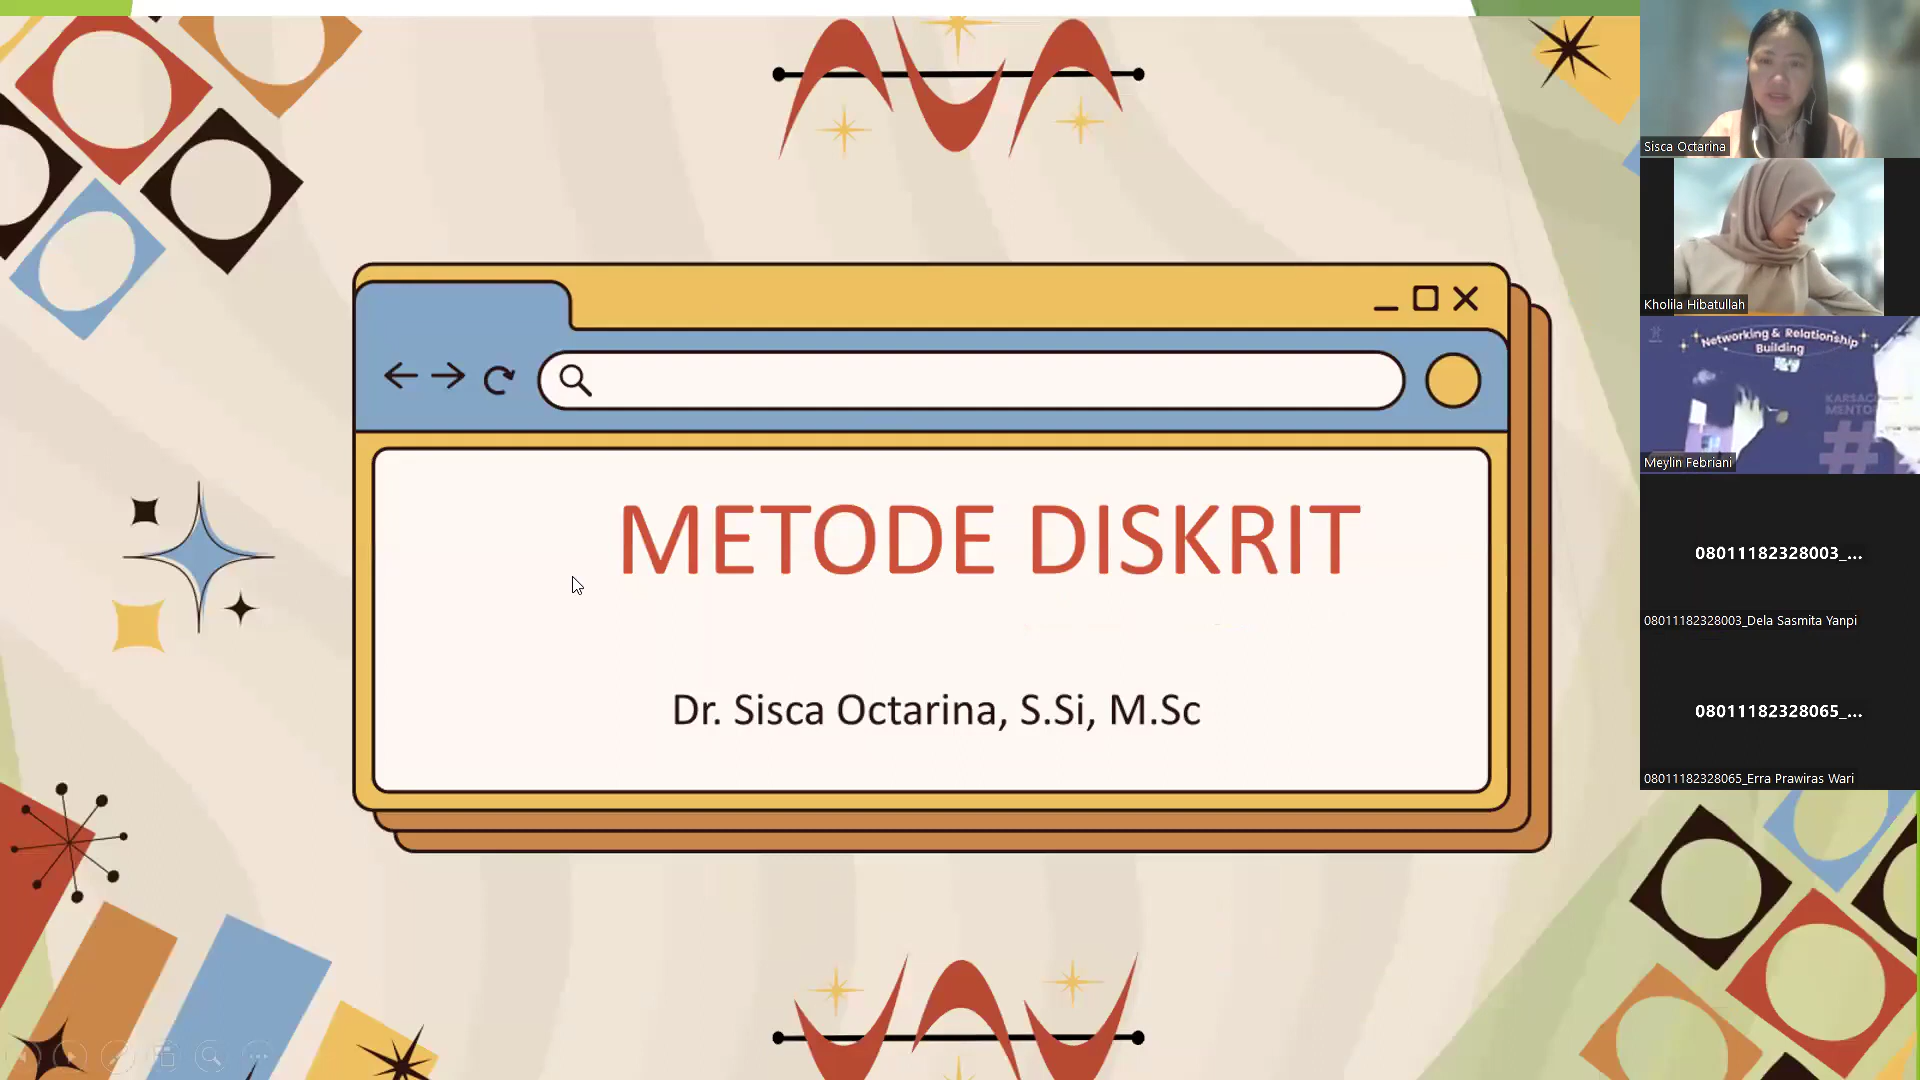 METODE DISKRIT
Dr. Sisca Octarina, S.Si, M.Sc
Sisca Octarina
Kholila Hibatullah
Networking & Relationship
Building
MENTO
#
Meylin Febriani
08011182328003_...
08011182328003_Dela Sasmita Yanpi
08011182328065_...
08011182328065_Erra Prawiras Wari